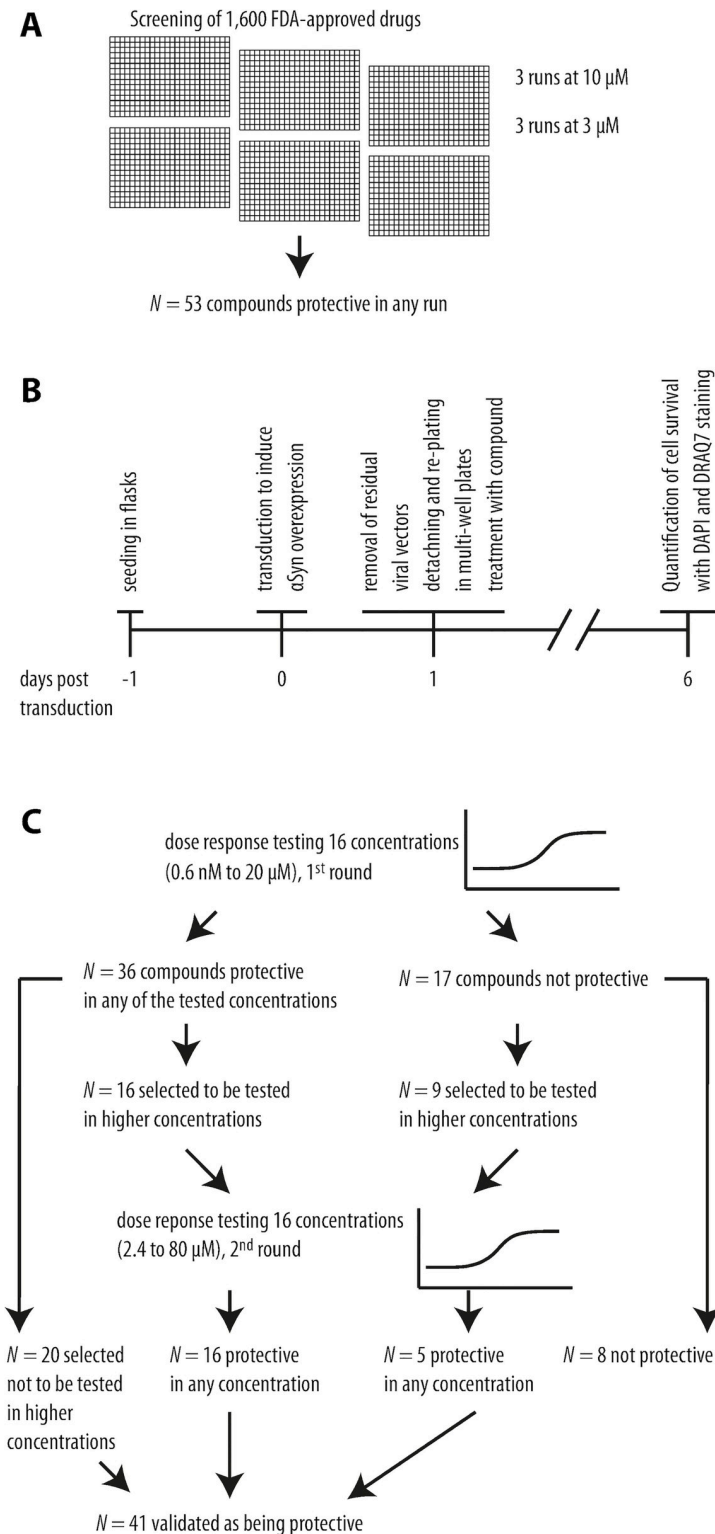 A
Screening of 1,600 FDA-approved drugs
3 runs at 10 µM
3 runs at 3 µM
N = 53 compounds protective in any run
B
seeding in flasks
transduction to induce
αSyn overexpression
removal of residual
viral vectors
detachning and re-plating
in multi-well plates
treatment with compound
Quantification of cell survival
with DAPI and DRAQ7 staining
days post
transduction
-1
0
1
6
C
dose response testing 16 concentrations
(0.6 nM to 20 µM), 1st round
N = 36 compounds protective
in any of the tested concentrations
N = 17 compounds not protective
N = 16 selected to be tested
in higher concentrations
N = 9 selected to be tested
in higher concentrations
dose reponse testing 16 concentrations
(2.4 to 80 µM), 2nd round
N = 20 selected
not to be tested
in higher
concentrations
N = 16 protective
in any concentration
N = 5 protective
in any concentration
N = 8 not protective
N = 41 validated as being protective